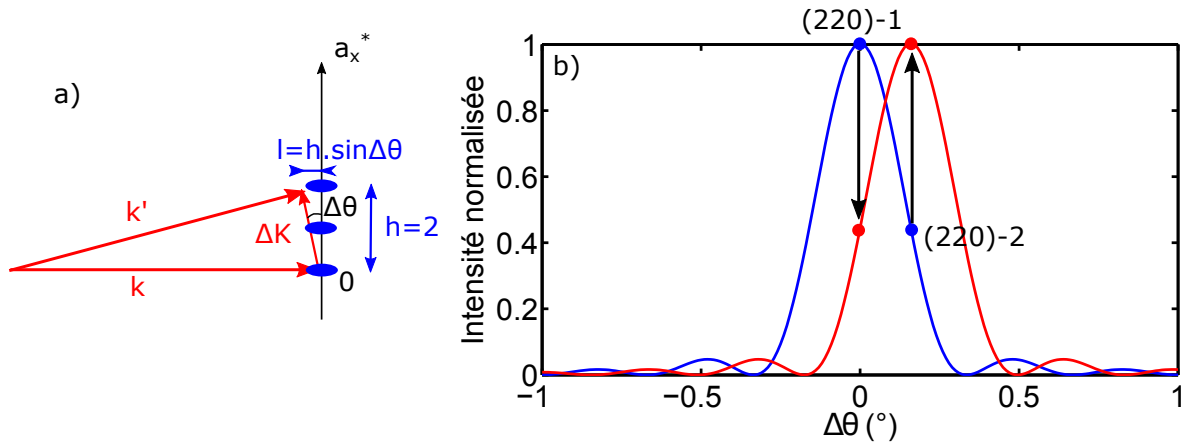 a)
a_x*
l=h.sinΔθ
k'
Δθ
ΔK
h=2
k
0
b)
(220)-1
(220)-2
Intensité normalisée
1
0.8
0.6
0.4
0.2
0
−1
−0.5
0
0.5
1
Δθ (°)